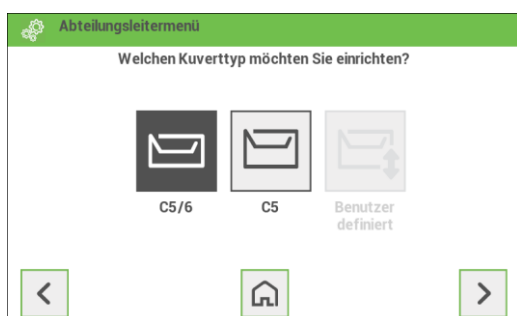 Abteilungsleitermenü
Welchen Kuverttyp möchten Sie einrichten?
C5/6
C5
Benutzer
definiert